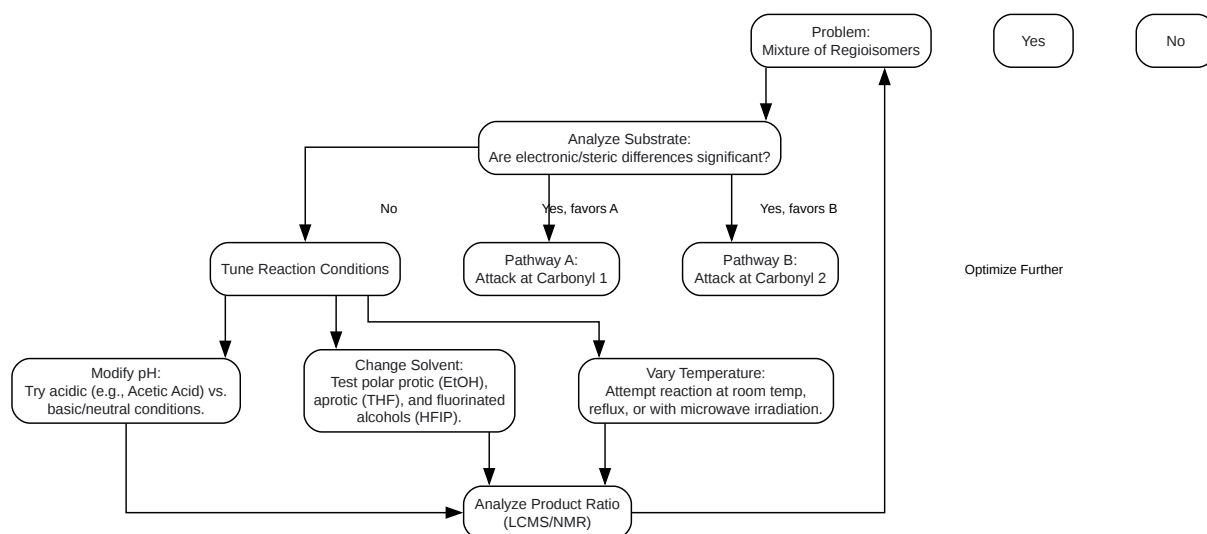 Problem:
Mixture of Regioisomers
Yes
No
Analyze Substrate:
Are electronic/steric differences significant?
No
Yes, favors A
Yes, favors B
Tune Reaction Conditions
Pathway A:
Attack at Carbonyl 1
Pathway B:
Attack at Carbonyl 2
Optimize Further
Modify pH:
Try acidic (e.g., Acetic Acid) vs.
basic/neutral conditions.
Change Solvent:
Test polar protic (EtOH),
aprotic (THF), and fluorinated
alcohols (HFIP).
Vary Temperature:
Attempt reaction at room temp,
reflux, or with microwave irradiation.
Analyze Product Ratio
(LCMS/NMR)